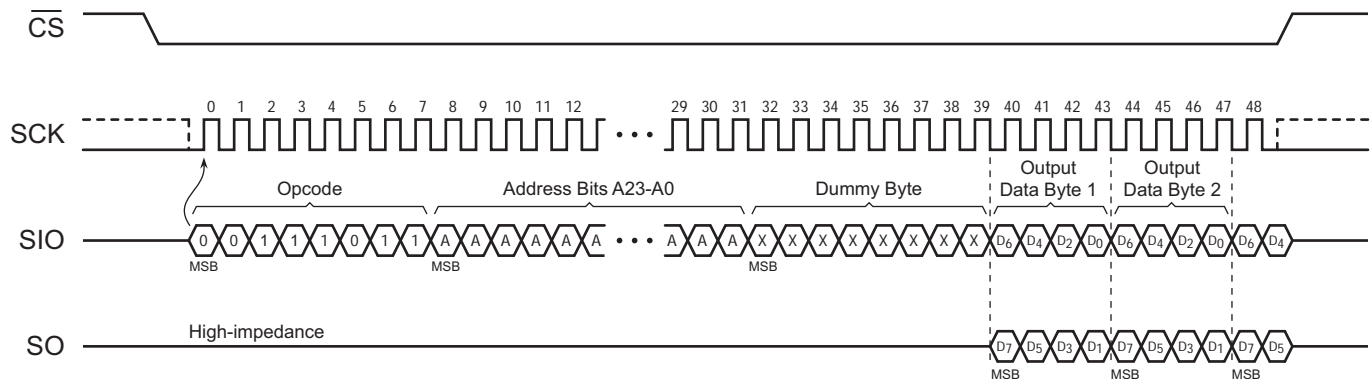 CS
0 1 2 3 4 5 6 7 8 9 10 11 12 29 30 31 32 33 34 35 36 37 38 39 40 41 42 43 44 45 46 47 48
SCK
Opcode Address Bits A23-A0 Dummy Byte Output Data Byte 1 Output Data Byte 2
SIO 0 0 1 1 1 0 1 1 A A A A A A A A A X X X X X X X X D6 D4 D2 D0 D6 D4 D2 D0 D6 D4
MSB MSB MSB
High-impedance
SO D7 D5 D3 D1 D7 D5 D3 D1 D7 D5
MSB MSB MSB